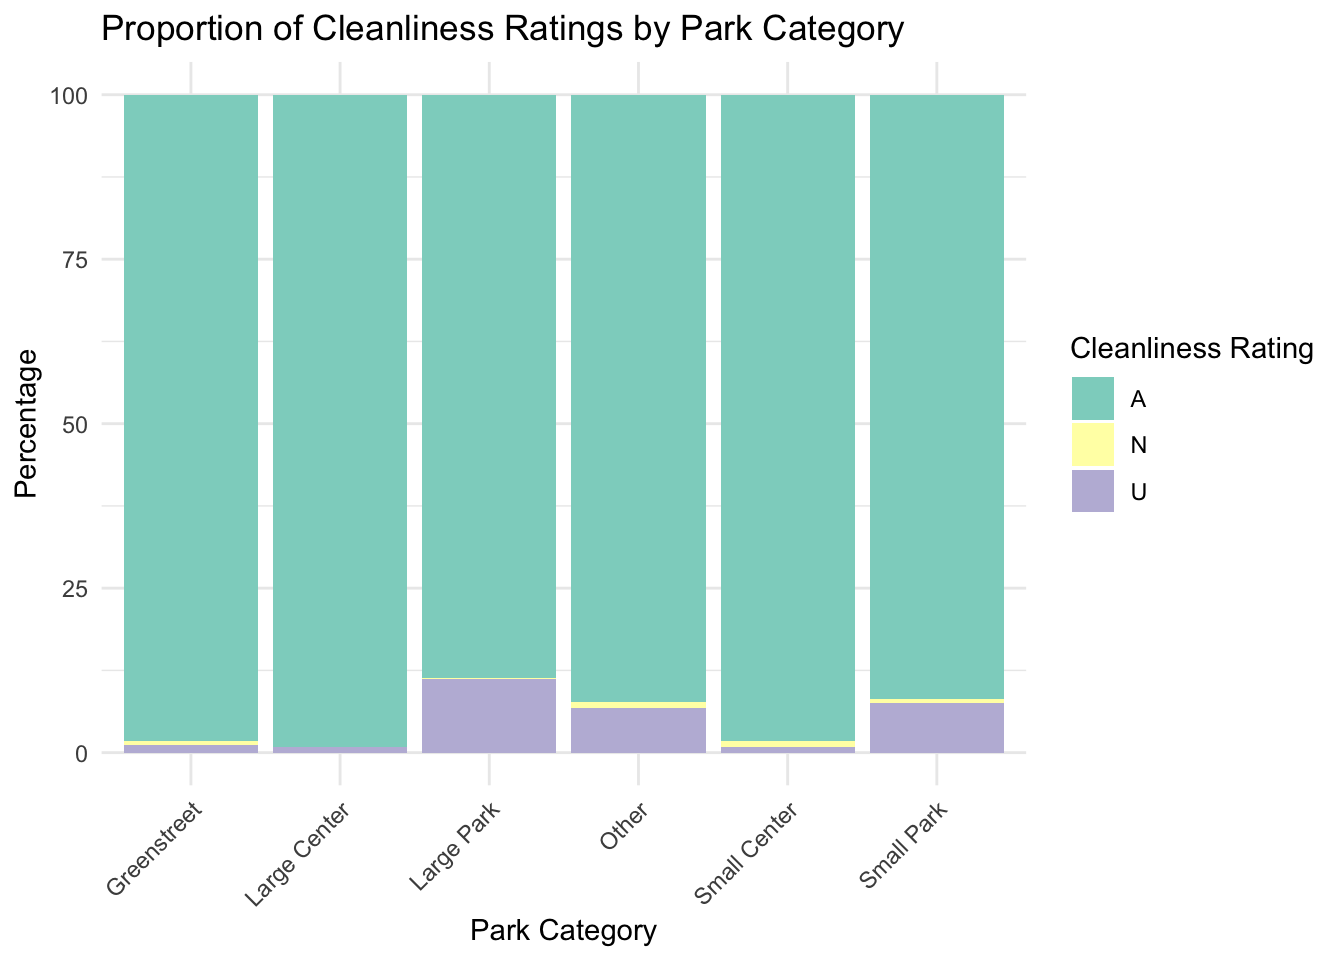 Proportion of Cleanliness Ratings by Park Category
100
75
50
25
0
Percentage
Greenstreet
Large Center
Large Park
Other
Small Center
Small Park
Park Category
Cleanliness Rating
A
N
U